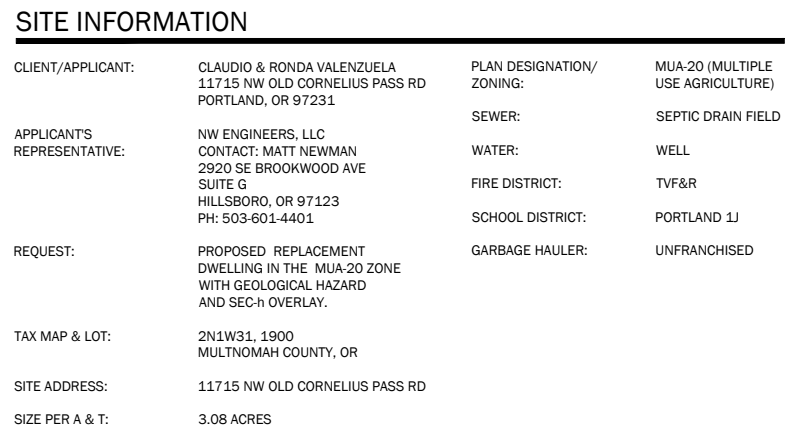 SITE INFORMATION
CLIENT/APPLICANT: CLAUDIO & RONDA VALENZUELA
11715 NW OLD CORNELIUS PASS RD
PORTLAND, OR 97231
APPLICANT'S NW ENGINEERS, LLC
REPRESENTATIVE: CONTACT: MATT NEWMAN
2920 SE BROOKWOOD AVE
SUITE G
HILLSBORO, OR 97123
PH: 503-601-4401
REQUEST: PROPOSED REPLACEMENT
DWELLING IN THE MUA-20 ZONE
WITH GEOLOGICAL HAZARD
AND SEC-h OVERLAY.
TAX MAP & LOT: 2N1W31, 1900
MULTNOMAH COUNTY, OR
SITE ADDRESS: 11715 NW OLD CORNELIUS PASS RD
SIZE PER A & T: 3.08 ACRES
PLAN DESIGNATION/ MUA-20 (MULTIPLE
ZONING: USE AGRICULTURE)
SEWER: SEPTIC DRAIN FIELD
WATER: WELL
FIRE DISTRICT: TVF&R
SCHOOL DISTRICT: PORTLAND 1J
GARBAGE HAULER: UNFRANCHISED